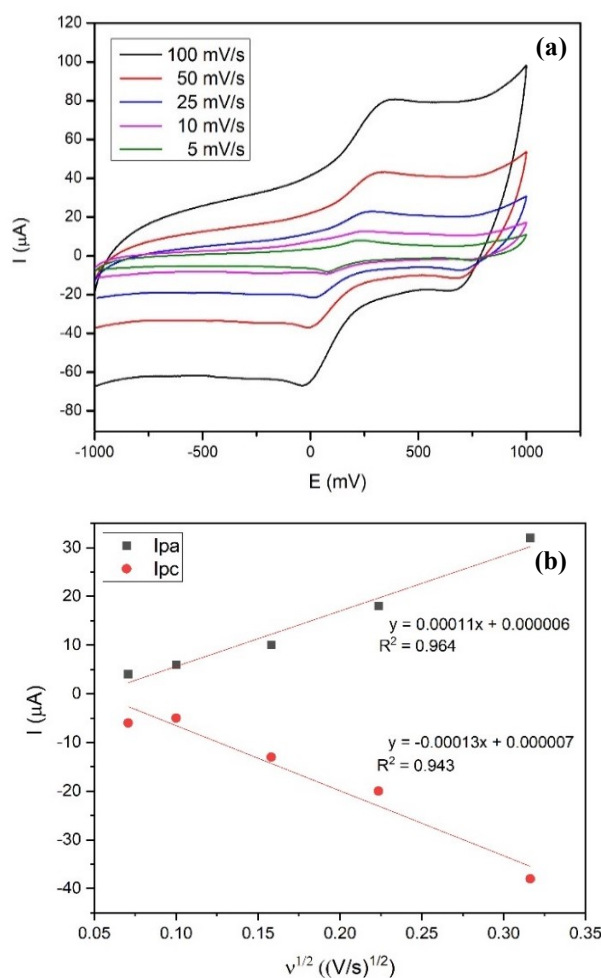 (a)
100 mV/s
50 mV/s
25 mV/s
10 mV/s
5 mV/s
120
100
80
60
40
20
0
-20
-40
-60
-80
I (μA)
-1000 -500 0 500 1000
E (mV)
(b)
Ipa
Ipc
30
20
10
0
-10
-20
-30
-40
I (μA)
y = 0.00011x + 0.000006
R² = 0.964
y = -0.00013x + 0.000007
R² = 0.943
0.05 0.10 0.15 0.20 0.25 0.30 0.35
ν¹/² ((V/s)¹/²)